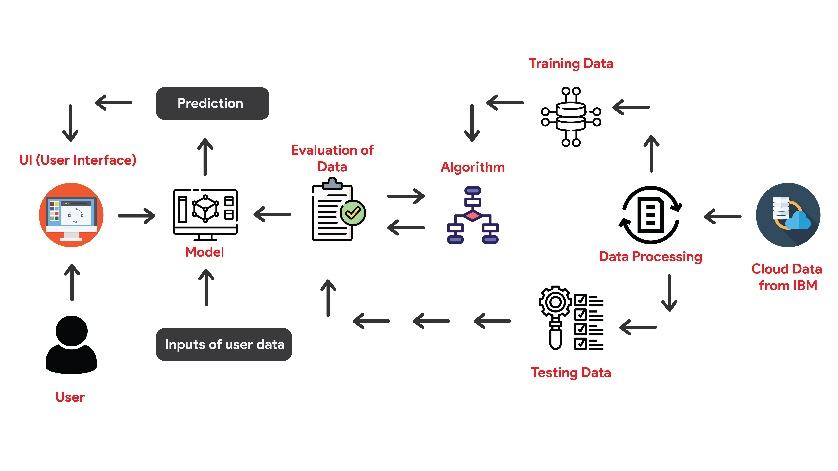 Training Data
Prediction
UI (User Interface)
Evaluation of
Data
Algorithm
Model
Data Processing
Cloud Data
from IBM
Inputs of user data
Testing Data
User